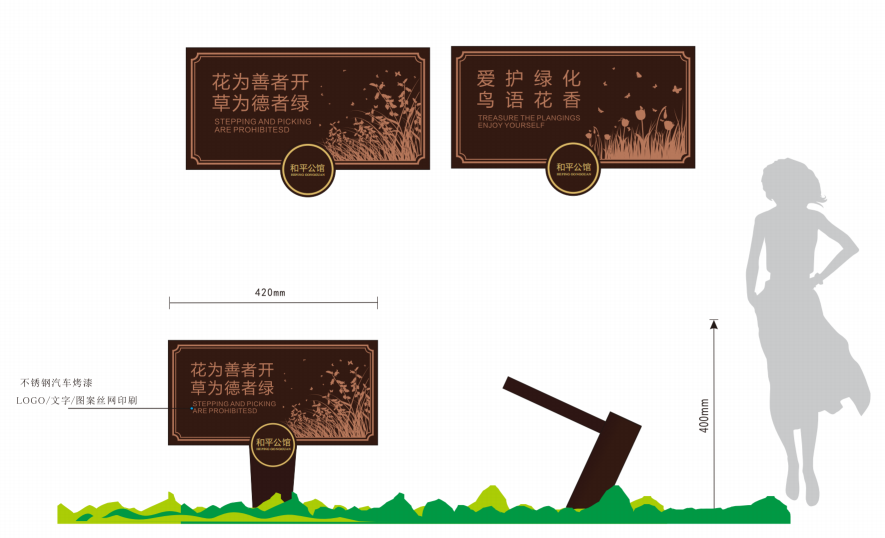 花为善者开
草为德者绿
STEPPING AND PICKING
ARE PROHIBITESD
和平公馆
爱护绿化
鸟语花香
TREASURE THE PLANGINGS
ENJOY YOURSELF
和平公馆
420mm
花为善者开
草为德者绿
STEPPING AND PICKING
ARE PROHIBITESD
和平公馆
不锈钢汽车烤漆
LOGO/文字/图案丝网印刷
400mm